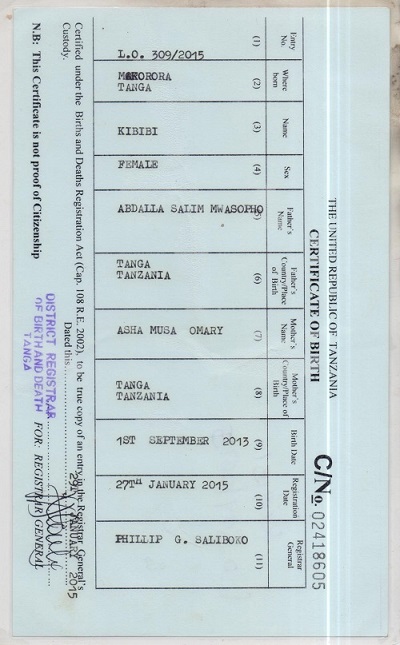 THE UNITED REPUBLIC OF TANZANIA
CERTIFICATE OF BIRTH
C/No. 02418605
Entry No.
Where born
Name
Sex
Father's Name
Father's Country/Place of Birth
Mother's Name
Mother's Country/Place of Birth
Birth Date
Registration Date
Registrar General
(1)
(2)
(3)
(4)
(5)
(6)
(7)
(8)
(9)
(10)
(11)
L.O. 309/2015
MAKORORA
TANGA
KIBIBI
FEMALE
ABDALLA SALIM MWASOPHO
TANGA
TANZANIA
ASHA MUSA OMARY
TANGA
TANZANIA
1ST SEPTEMBER 2013
27TH JANUARY 2015
PHILLIP G. SALIBOKO
Certified under the Births and Deaths Registration Act (Cap. 108 R.E. 2002), to be true copy of an entry in the Registrar General's
Custody.
Dated this 29TH JANUARY 2015
DISTRICT REGISTRAR
OF BIRTH AND DEATH
TANGA
FOR: REGISTRAR GENERAL
N.B: This Certificate is not proof of Citizenship